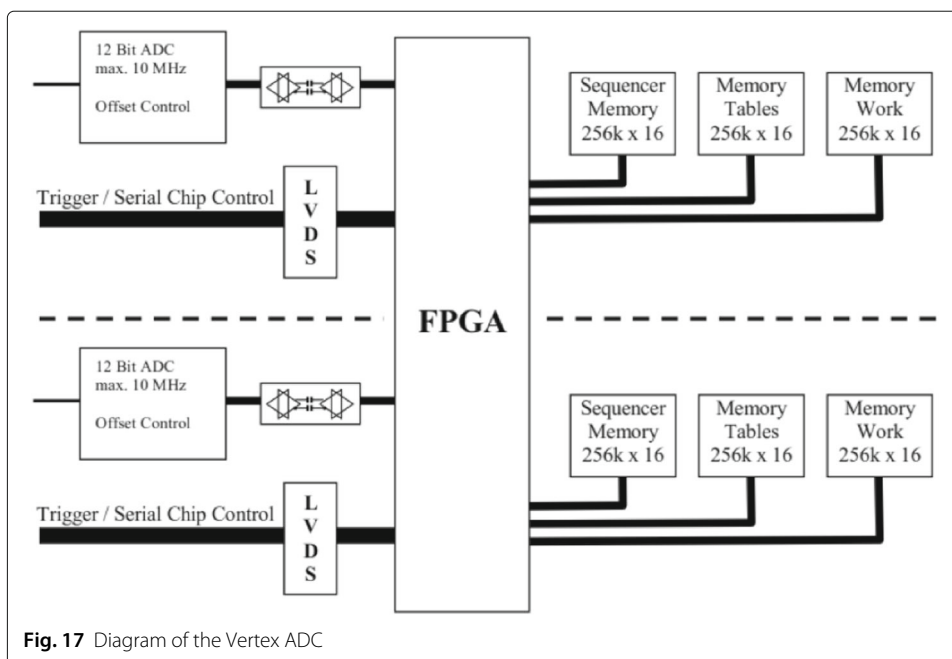 12 Bit ADC
max. 10 MHz
Offset Control
Trigger / Serial Chip Control
L
V
D
S
FPGA
Sequencer
Memory
256k x 16
Memory
Tables
256k x 16
Memory
Work
256k x 16
12 Bit ADC
max. 10 MHz
Offset Control
Trigger / Serial Chip Control
L
V
D
S
Sequencer
Memory
256k x 16
Memory
Tables
256k x 16
Memory
Work
256k x 16
Fig. 17 Diagram of the Vertex ADC